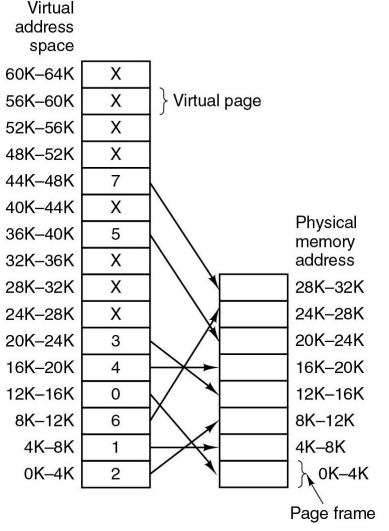 Virtual
address
space
60K–64K X
56K–60K X Virtual page
52K–56K X
48K–52K X
44K–48K 7
40K–44K X
36K–40K 5
32K–36K X
28K–32K X
24K–28K X
20K–24K 3
16K–20K 4
12K–16K 0
8K–12K 6
4K–8K 1
0K–4K 2
Physical
memory
address
28K–32K
24K–28K
20K–24K
16K–20K
12K–16K
8K–12K
4K–8K
0K–4K
Page frame